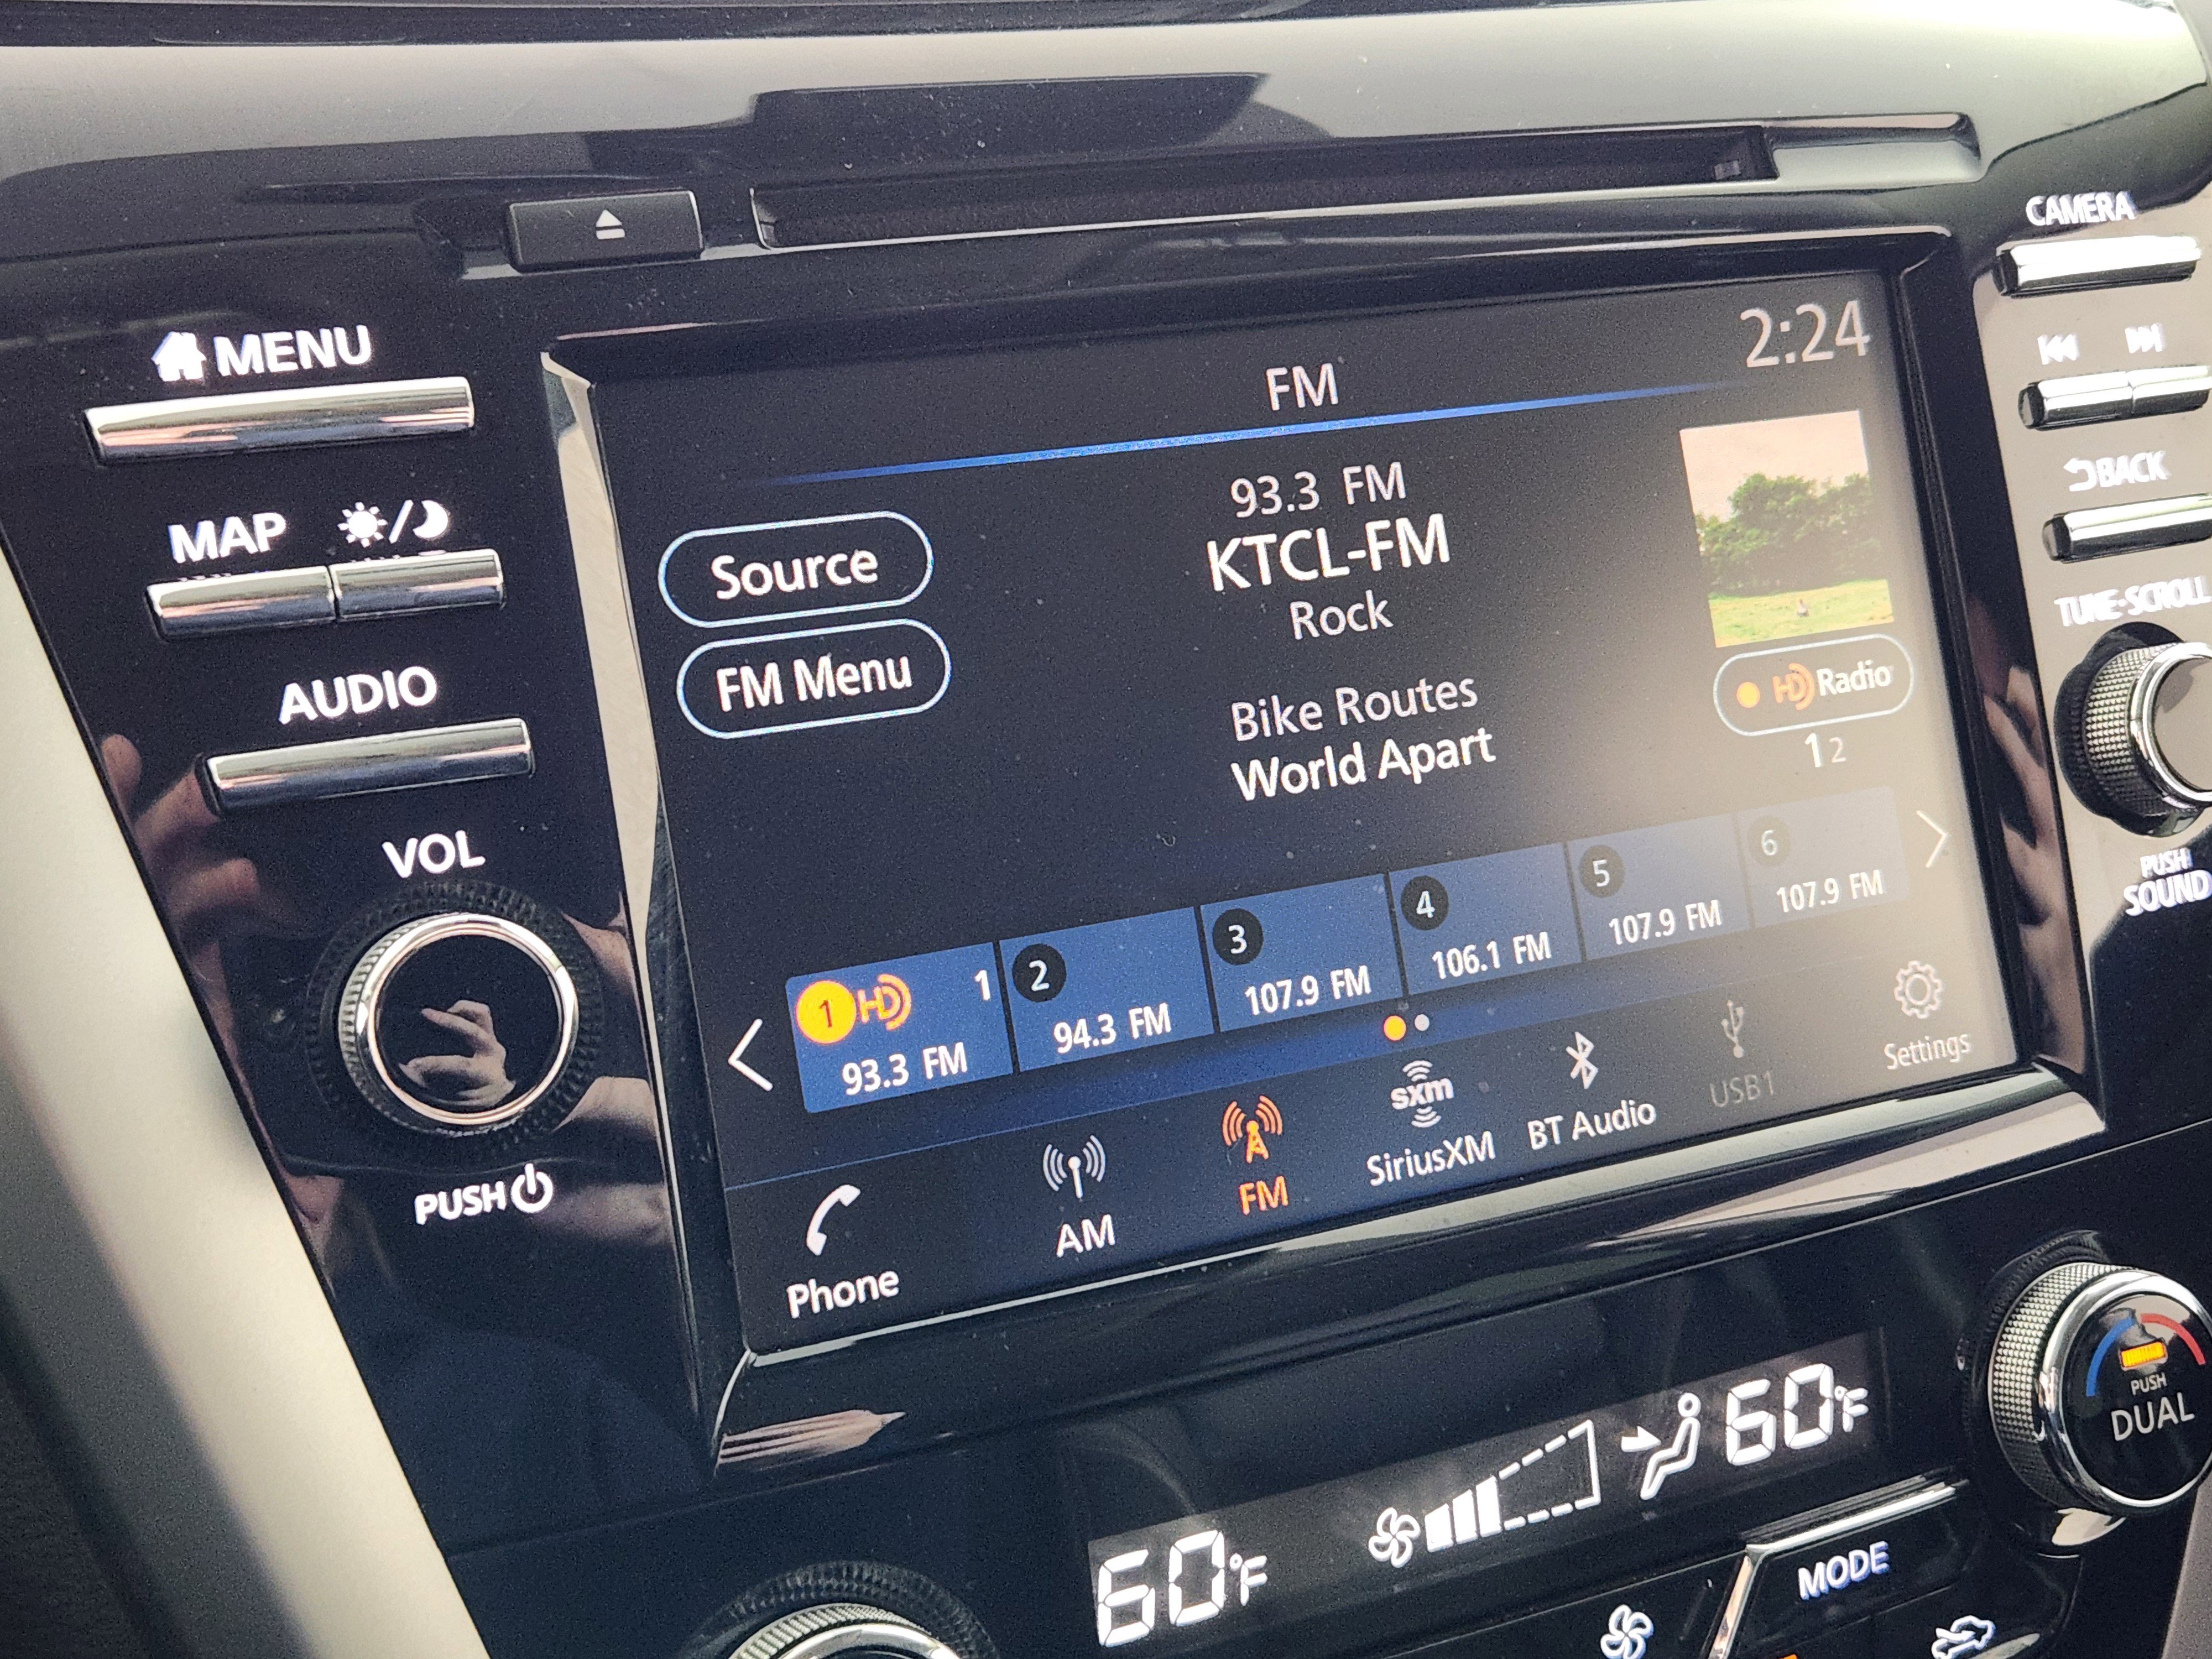 CAMERA
MENU
MAP
AUDIO
VOL
PUSH
FM
2:24
Source
FM Menu
93.3 FM
KTCL-FM
Rock
Bike Routes
World Apart
HD Radio
1 2
1 HD 1
93.3 FM
2
94.3 FM
3
107.9 FM
4
106.1 FM
5
107.9 FM
6
107.9 FM
Phone
AM
FM
sxm
SiriusXM
BT Audio
USB1
Settings
BACK
TUNE·SCROLL
PUSH
SOUND
60°F
60°F
PUSH
DUAL
MODE